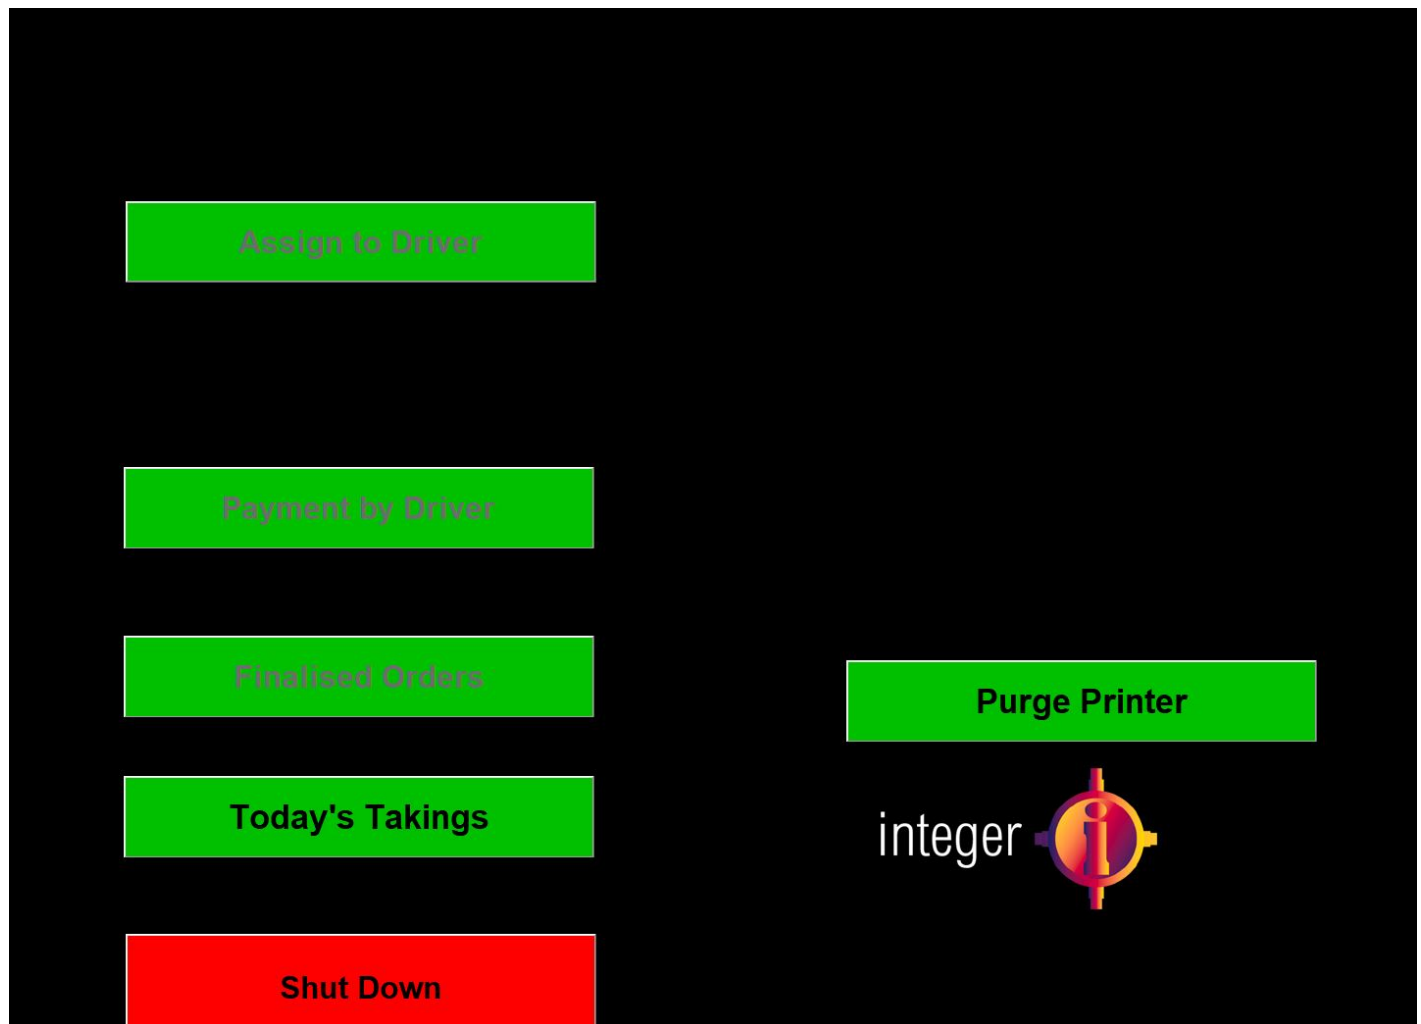 Assign to Driver
Payment by Driver
Finalised Orders
Purge Printer
Today's Takings
integer i
Shut Down